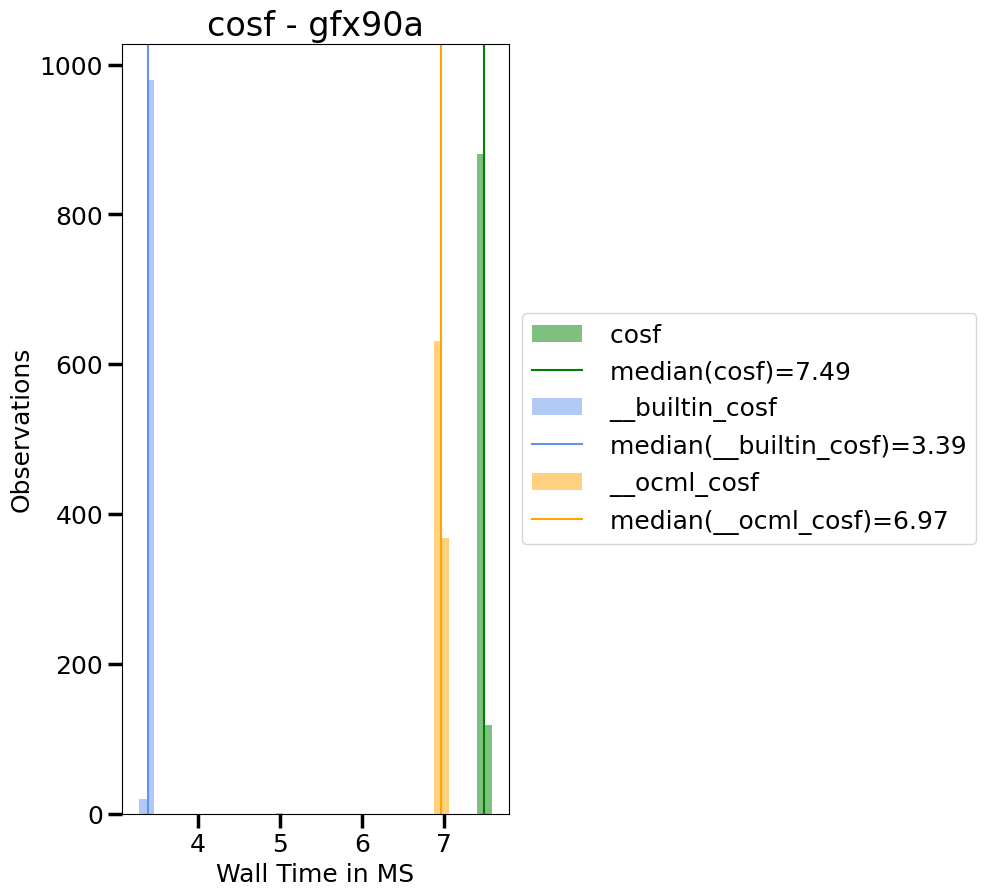 cosf - gfx90a
1000
800
600
400
200
0
Observations
4 5 6 7
Wall Time in MS
cosf
median(cosf)=7.49
__builtin_cosf
median(__builtin_cosf)=3.39
__ocml_cosf
median(__ocml_cosf)=6.97